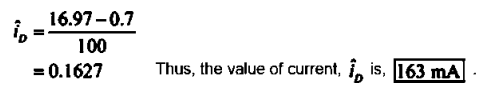 î_D = 16.97 − 0.7 / 100
= 0.1627 Thus, the value of current, î_D is, 163 mA .